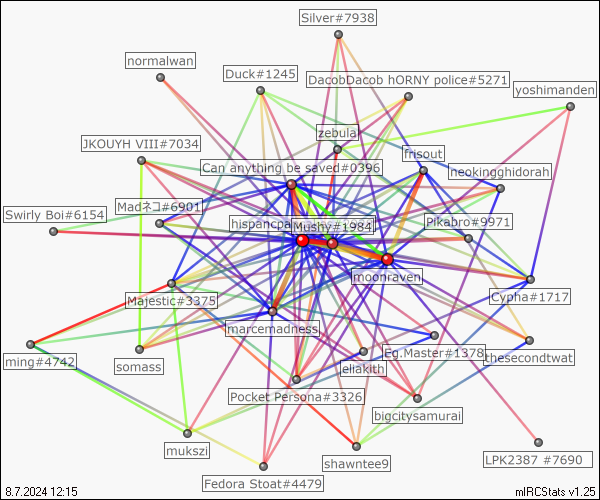 Silver#7938
normalwan
Duck#1245
DacobDacob hORNY police#5271
yoshimanden
zebula
JKOUYH VIII#7034
frisout
Can anything be saved#0396
neokingghidorah
Madネコ#6901
Swirly Boi#6154
hispancpa
Mushy#1984
Pikabro#9971
moonraven
Majestic#3375
Cypha#1717
marcemadness
ming#4742
somass
Eg.Master#1378
thesecondtwat
eliakith
Pocket Persona#3326
bigcitysamurai
mukszi
shawntee9
LPK2387 #7690
Fedora Stoat#4479
8.7.2024 12:15
mIRCStats v1.25